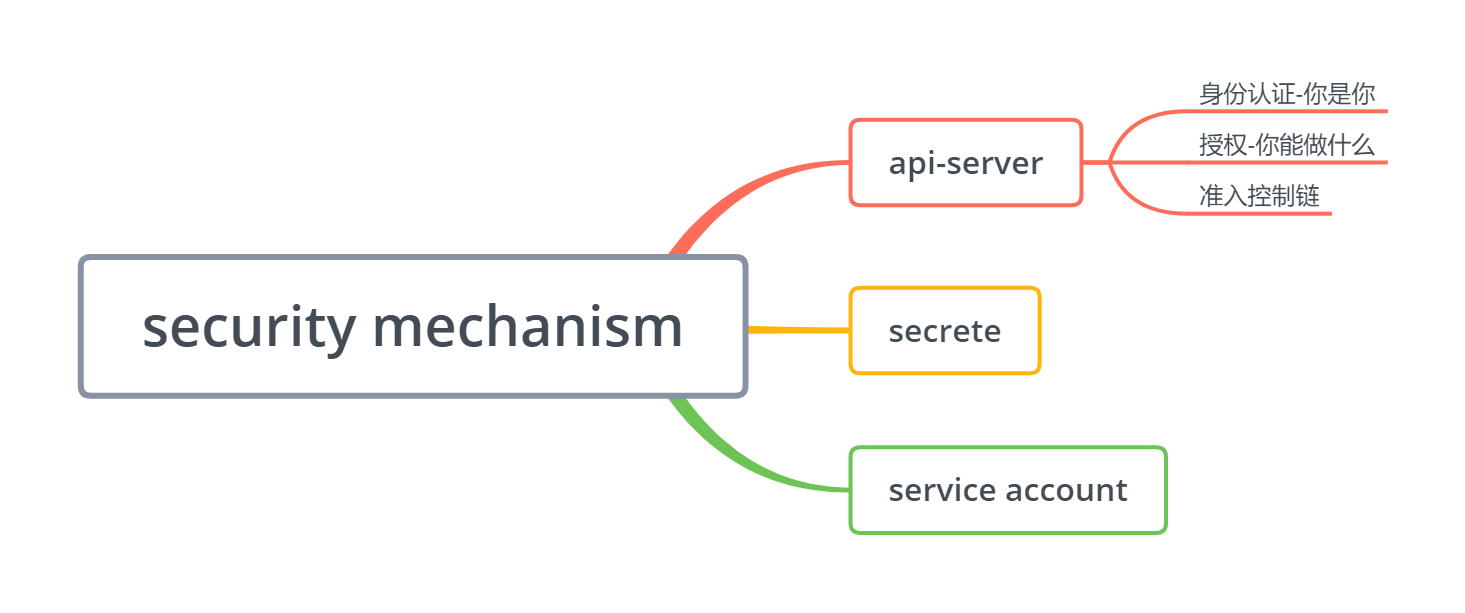 security mechanism
api-server
身份认证-你是你
授权-你能做什么
准入控制链
secrete
service account